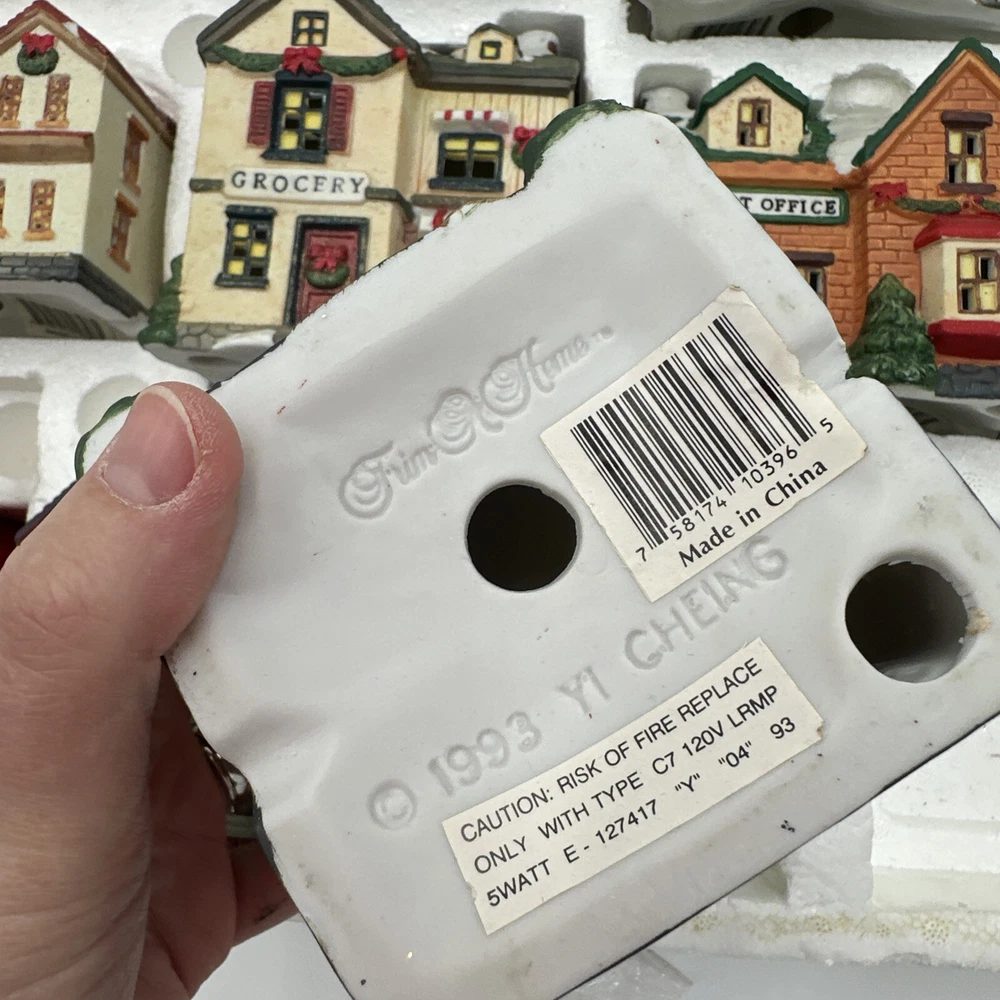 GROCERY
T OFFICE
Trim A Home
7 58174 10396 5
Made in China
© 1993 YI CHEING
CAUTION: RISK OF FIRE REPLACE
ONLY WITH TYPE C7 120V LRMP
5WATT E-127417 "Y" "04" 93